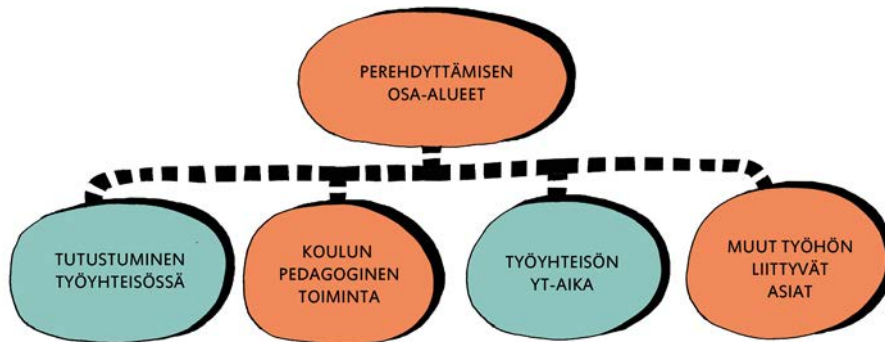 PEREHDYTTÄMISEN
OSA-ALUEET
TUTUSTUMINEN
TYÖYHTEISÖSSÄ
KOULUN
PEDAGOGINEN
TOIMINTA
TYÖYHTEISÖN
YT-AIKA
MUUT TYÖHÖN
LIITTYVÄT
ASIAT